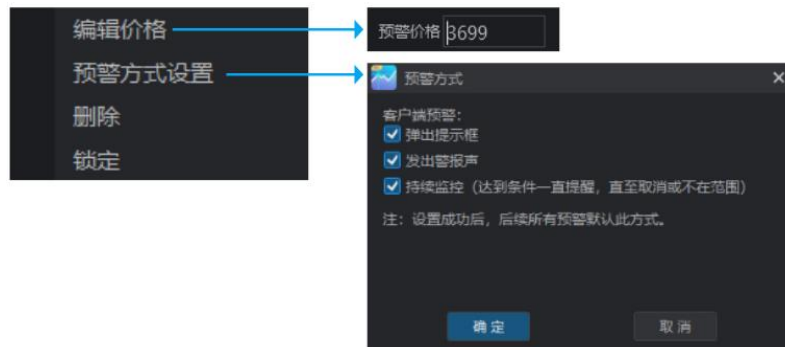 编辑价格
预警方式设置
删除
锁定
预警价格 3699
预警方式
客户端预警:
弹出提示框
发出警报声
持续监控（达到条件一直提醒，直至取消或不在范围）
注：设置成功后，后续所有预警默认此方式。
确定
取消